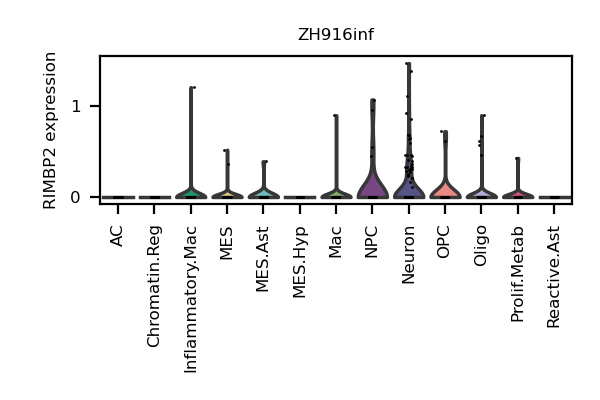 ZH916inf
RIMBP2 expression
1
0
AC
Chromatin.Reg
Inflammatory.Mac
MES
MES.Ast
MES.Hyp
Mac
NPC
Neuron
OPC
Oligo
Prolif.Metab
Reactive.Ast